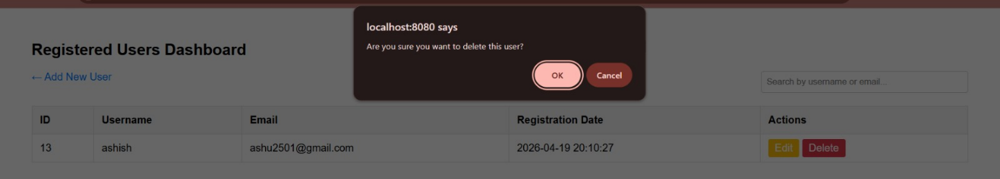 localhost:8080 says
Are you sure you want to delete this user?
OK Cancel
Registered Users Dashboard
← Add New User
Search by username or email...
ID Username Email Registration Date Actions
13 ashish ashu2501@gmail.com 2026-04-19 20:10:27 Edit Delete